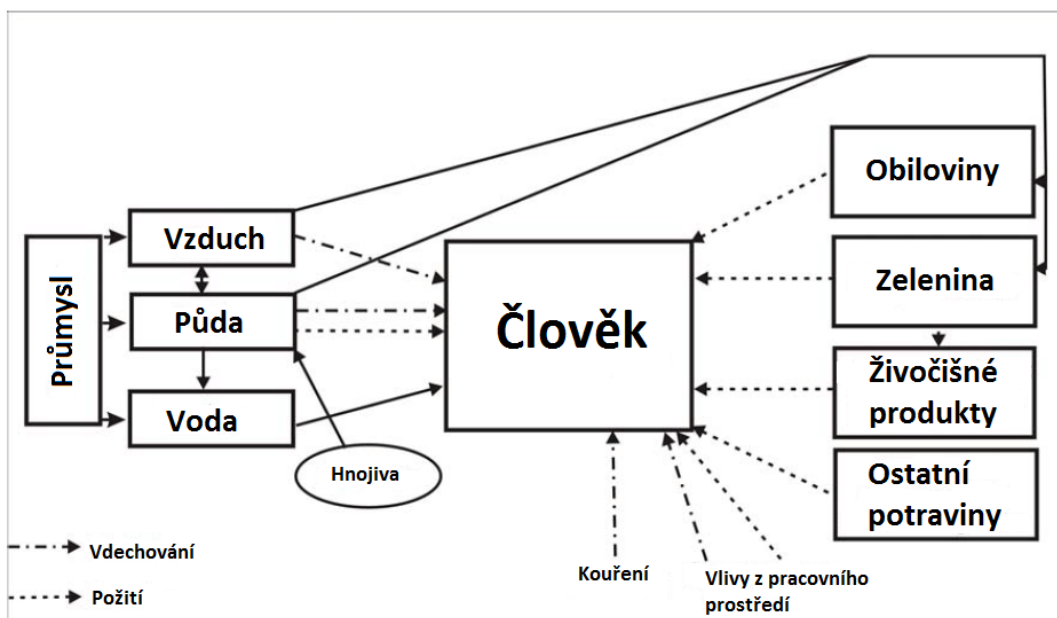 Průmysl
Vzduch
Půda
Voda
Hnojiva
Člověk
Obiloviny
Zelenina
Živočišné
produkty
Ostatní
potraviny
Kouření
Vlivy z pracovního
prostředí
Vdechování
Požití